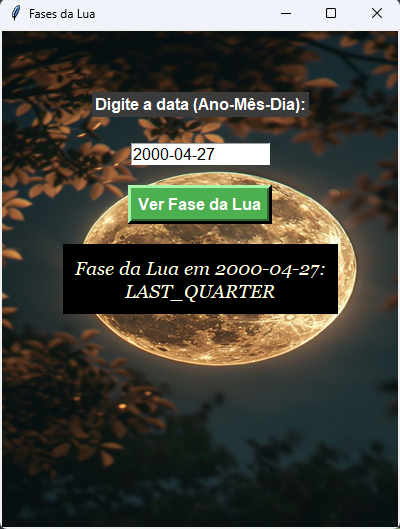 Fases da Lua
Digite a data (Ano-Mês-Dia):
2000-04-27
Ver Fase da Lua
Fase da Lua em 2000-04-27:
LAST_QUARTER